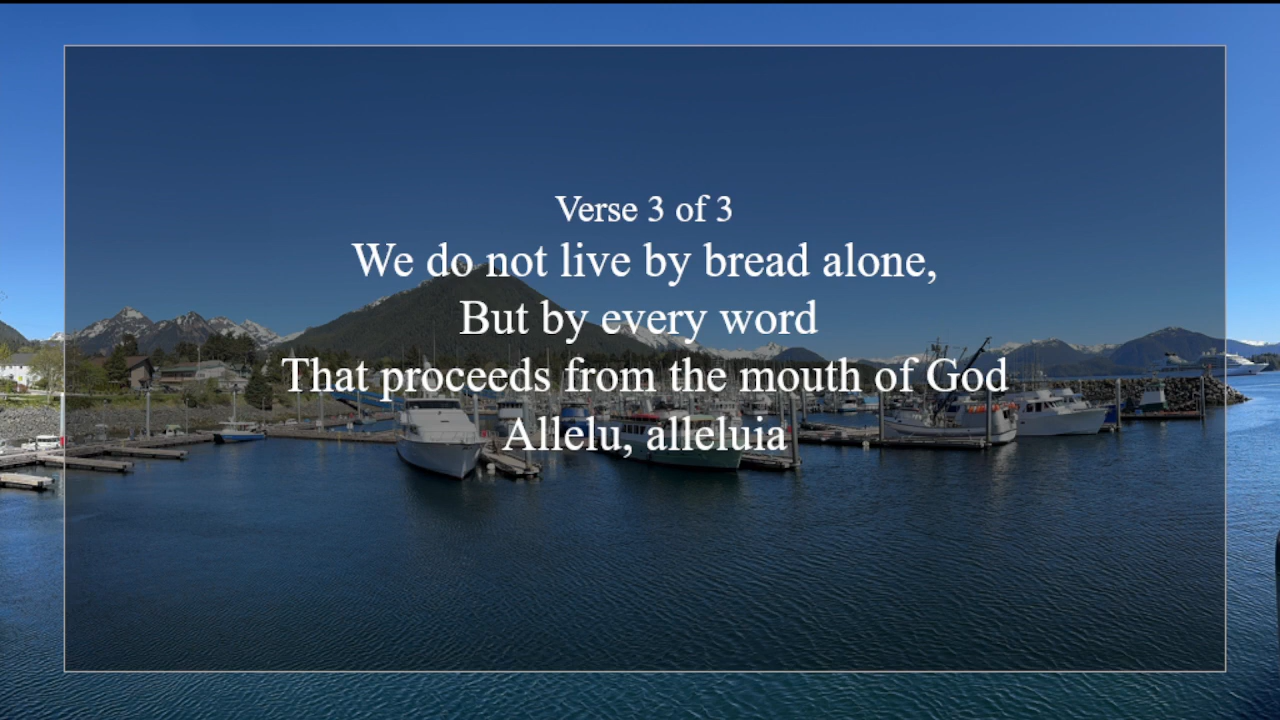 Verse 3 of 3
We do not live by bread alone,
But by every word
That proceeds from the mouth of God
Allelu, alleluia